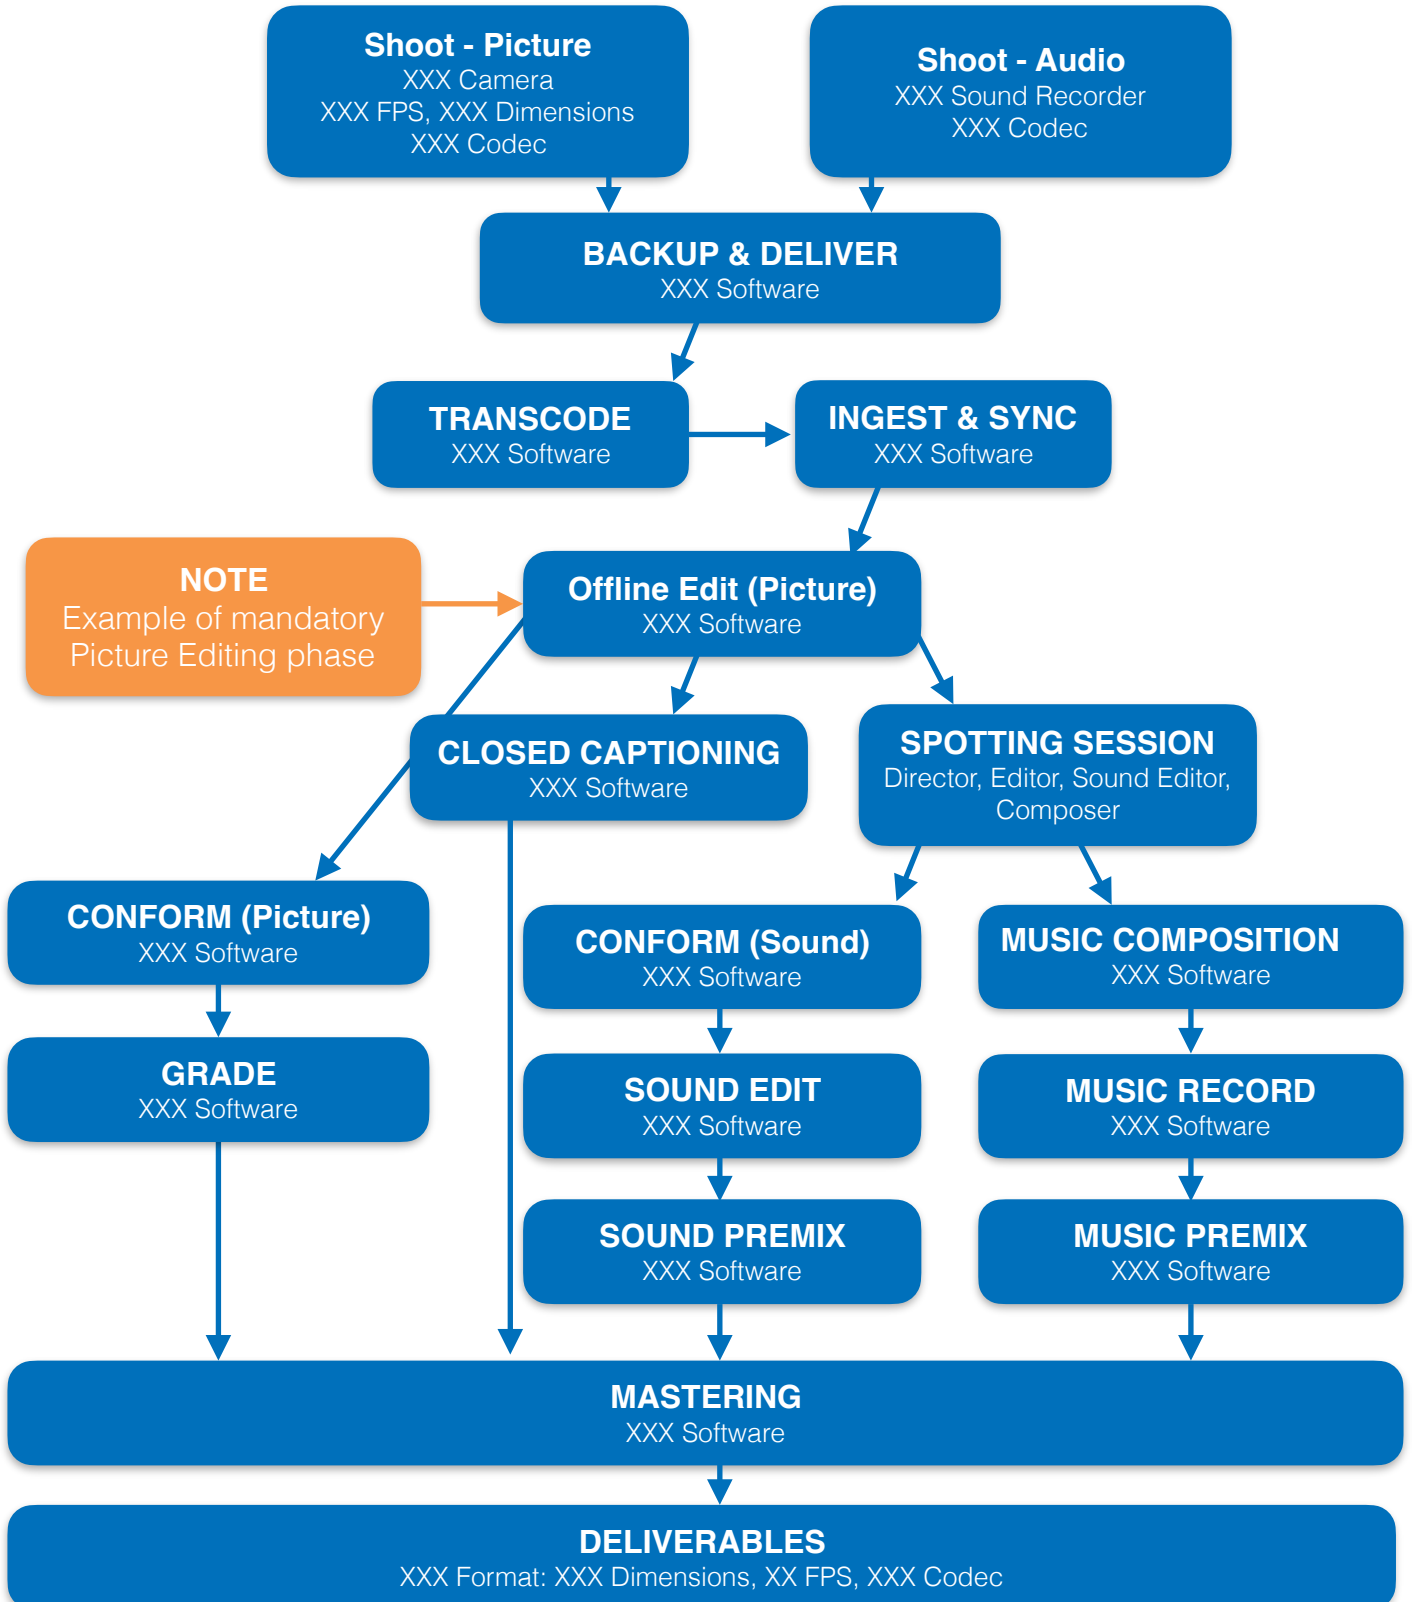 Shoot - Picture
XXX Camera
XXX FPS, XXX Dimensions
XXX Codec
Shoot - Audio
XXX Sound Recorder
XXX Codec
BACKUP & DELIVER
XXX Software
TRANSCODE
XXX Software
INGEST & SYNC
XXX Software
NOTE
Example of mandatory
Picture Editing phase
Offline Edit (Picture)
XXX Software
CLOSED CAPTIONING
XXX Software
SPOTTING SESSION
Director, Editor, Sound Editor,
Composer
CONFORM (Picture)
XXX Software
CONFORM (Sound)
XXX Software
MUSIC COMPOSITION
XXX Software
GRADE
XXX Software
SOUND EDIT
XXX Software
MUSIC RECORD
XXX Software
SOUND PREMIX
XXX Software
MUSIC PREMIX
XXX Software
MASTERING
XXX Software
DELIVERABLES
XXX Format: XXX Dimensions, XX FPS, XXX Codec